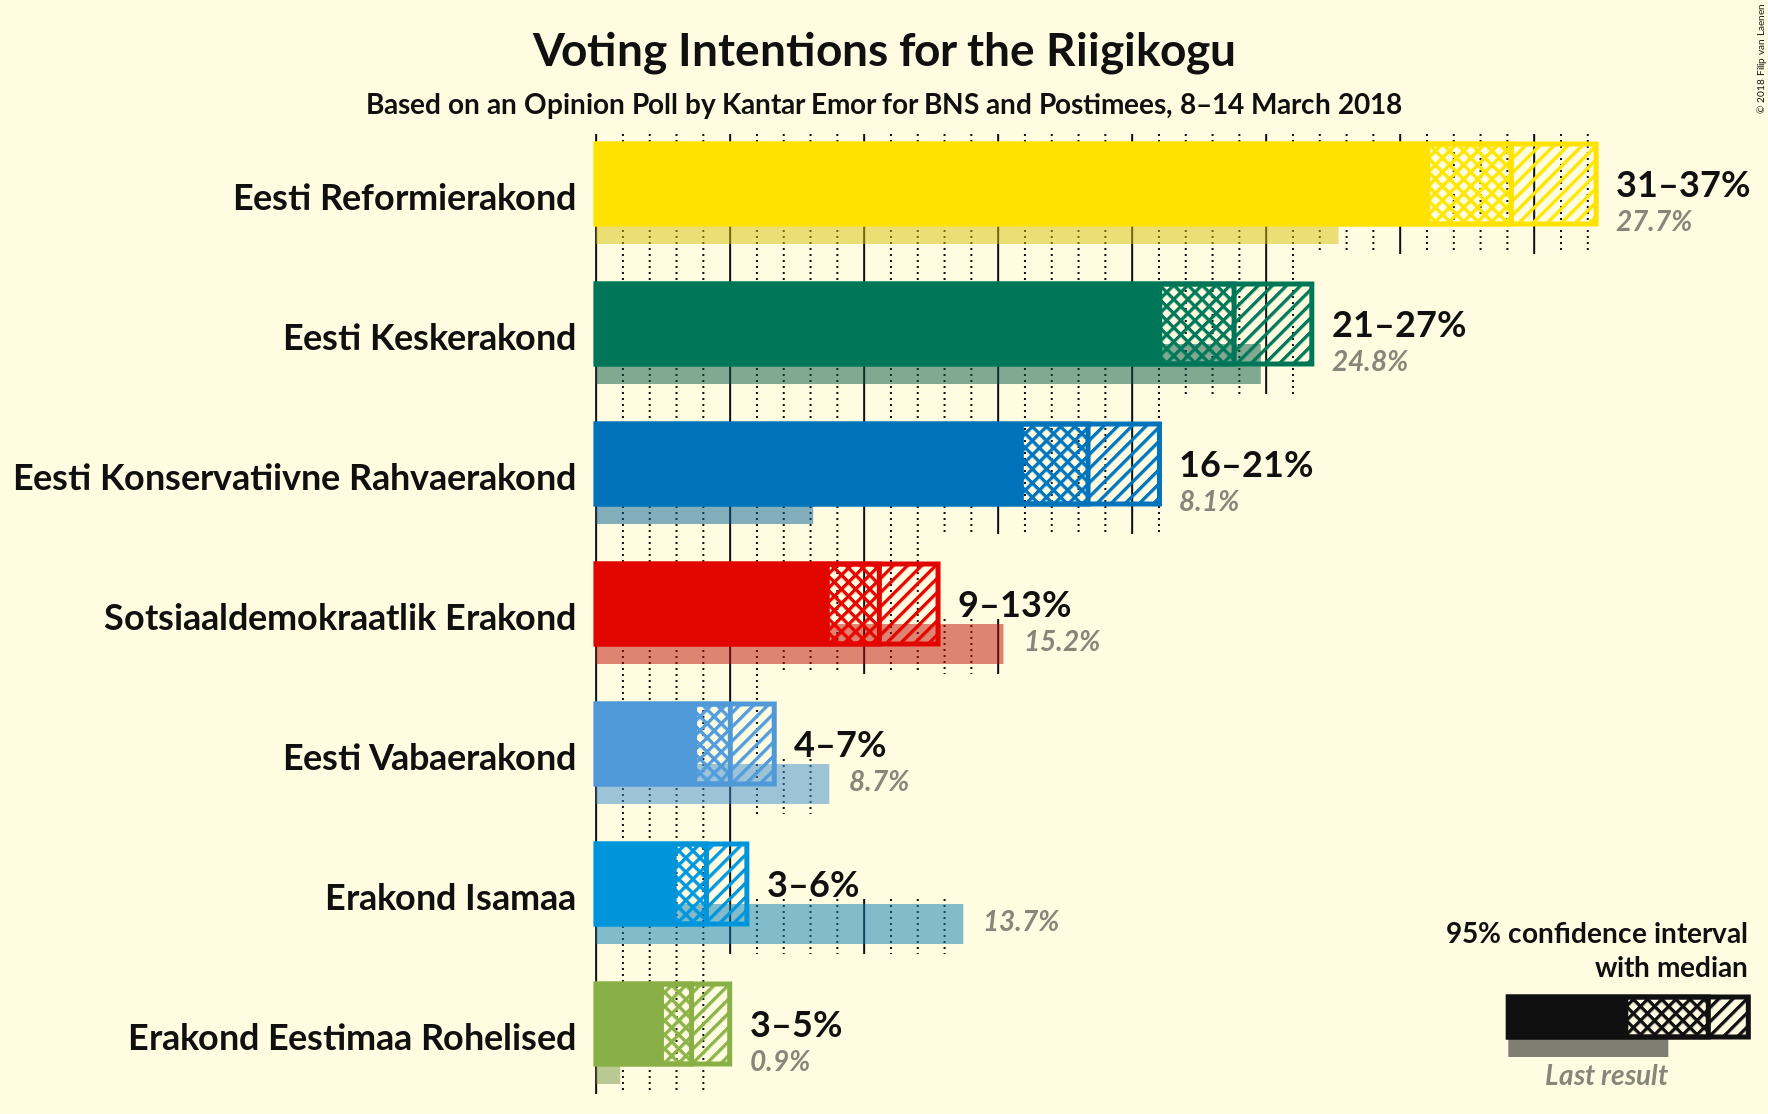 Voting Intentions for the Riigikogu
Based on an Opinion Poll by Kantar Emor for BNS and Postimees, 8–14 March 2018
© 2018 Filip van Laenen
Eesti Reformierakond
31–37%
27.7%
Eesti Keskerakond
21–27%
24.8%
Eesti Konservatiivne Rahvaerakond
16–21%
8.1%
Sotsiaaldemokraatlik Erakond
9–13%
15.2%
Eesti Vabaerakond
4–7%
8.7%
Erakond Isamaa
3–6%
13.7%
Erakond Eestimaa Rohelised
3–5%
0.9%
95% confidence interval
with median
Last result